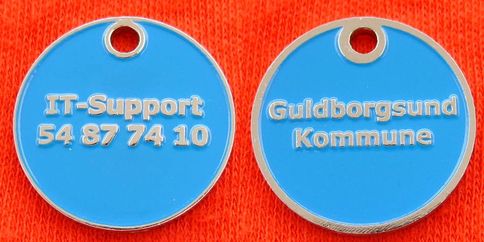 IT-Support
54 87 74 10
Guldborgsund
Kommune